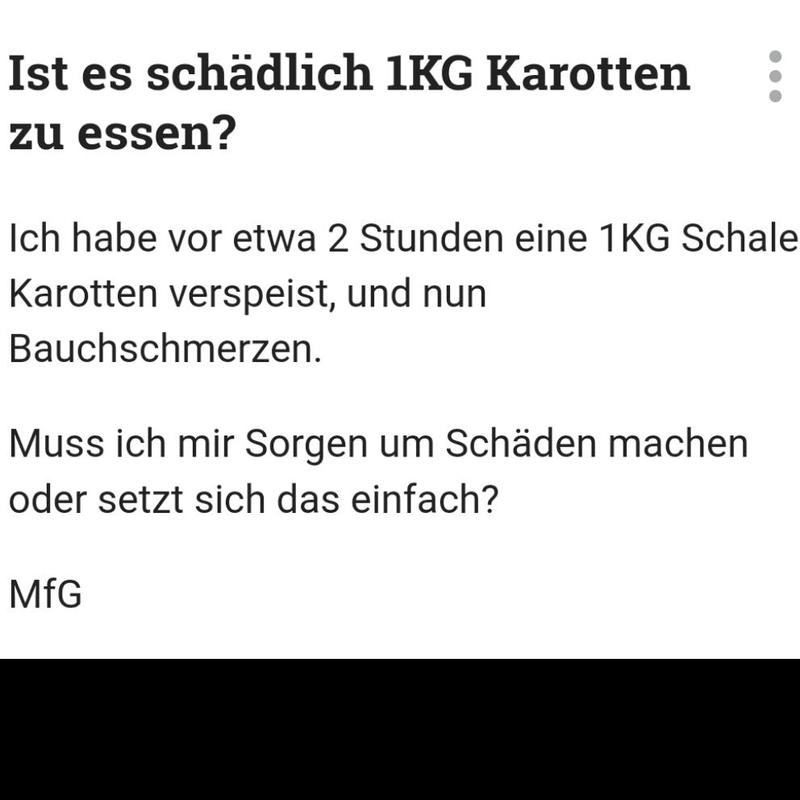 Ist es schädlich 1KG Karotten
zu essen?
Ich habe vor etwa 2 Stunden eine 1KG Schale
Karotten verspeist, und nun
Bauchschmerzen.
Muss ich mir Sorgen um Schäden machen
oder setzt sich das einfach?
MfG